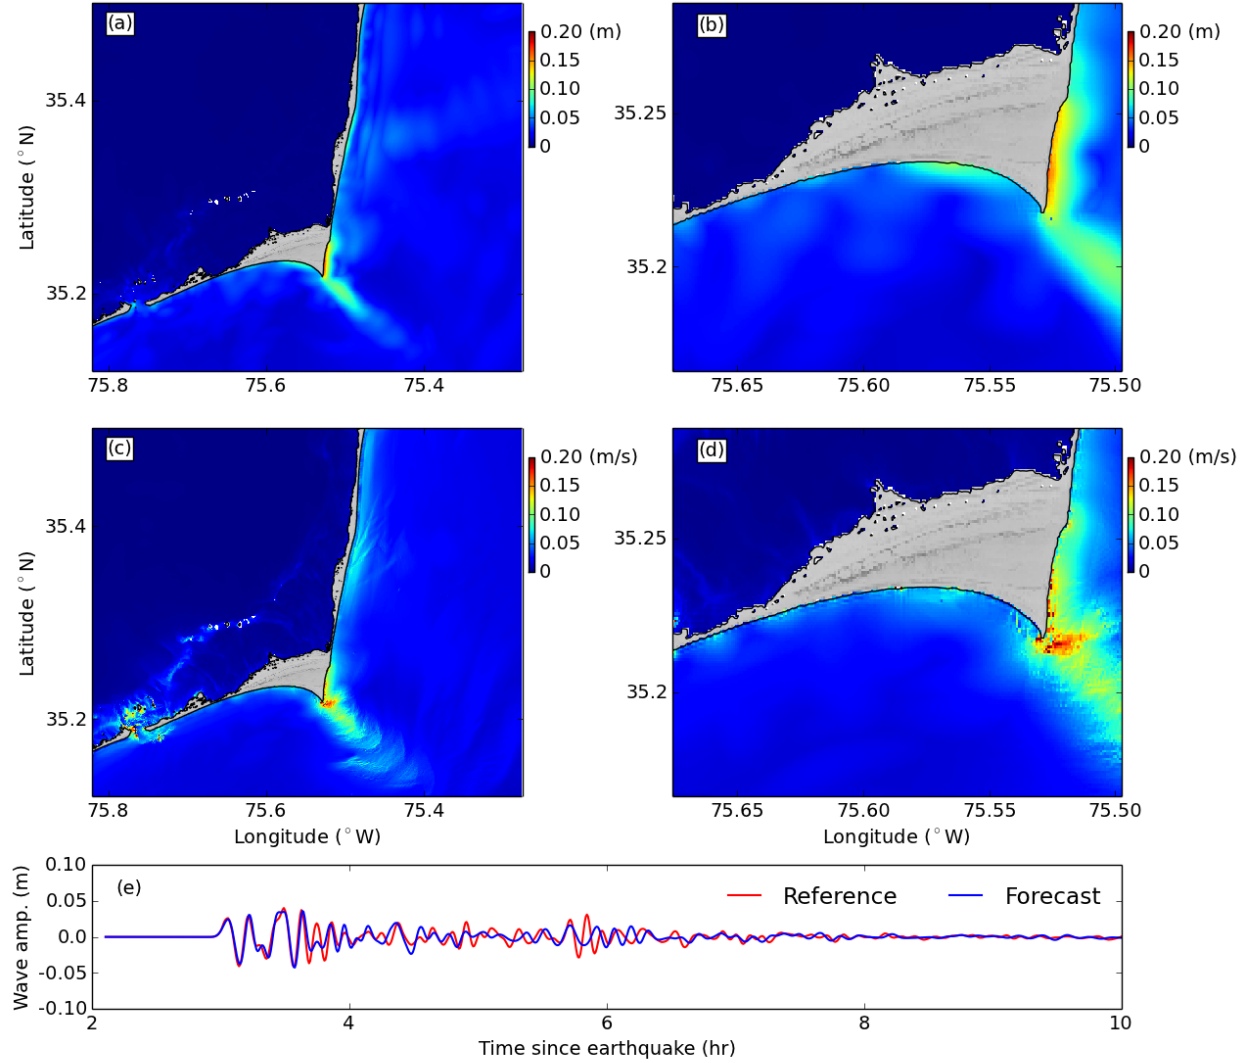 (a)
0.20 (m)
0.15
0.10
0.05
0
Latitude (°N)
35.4
35.2
75.8
75.6
75.4
(b)
0.20 (m)
0.15
0.10
0.05
0
35.25
35.2
75.65
75.60
75.55
75.50
(c)
0.20 (m/s)
0.15
0.10
0.05
0
Latitude (°N)
35.4
35.2
75.8
75.6
75.4
Longitude (°W)
(d)
0.20 (m/s)
0.15
0.10
0.05
0
35.25
35.2
75.65
75.60
75.55
75.50
Longitude (°W)
(e)
Wave amp. (m)
0.10
0.05
0.0
-0.05
-0.10
Reference
Forecast
2
4
6
8
10
Time since earthquake (hr)